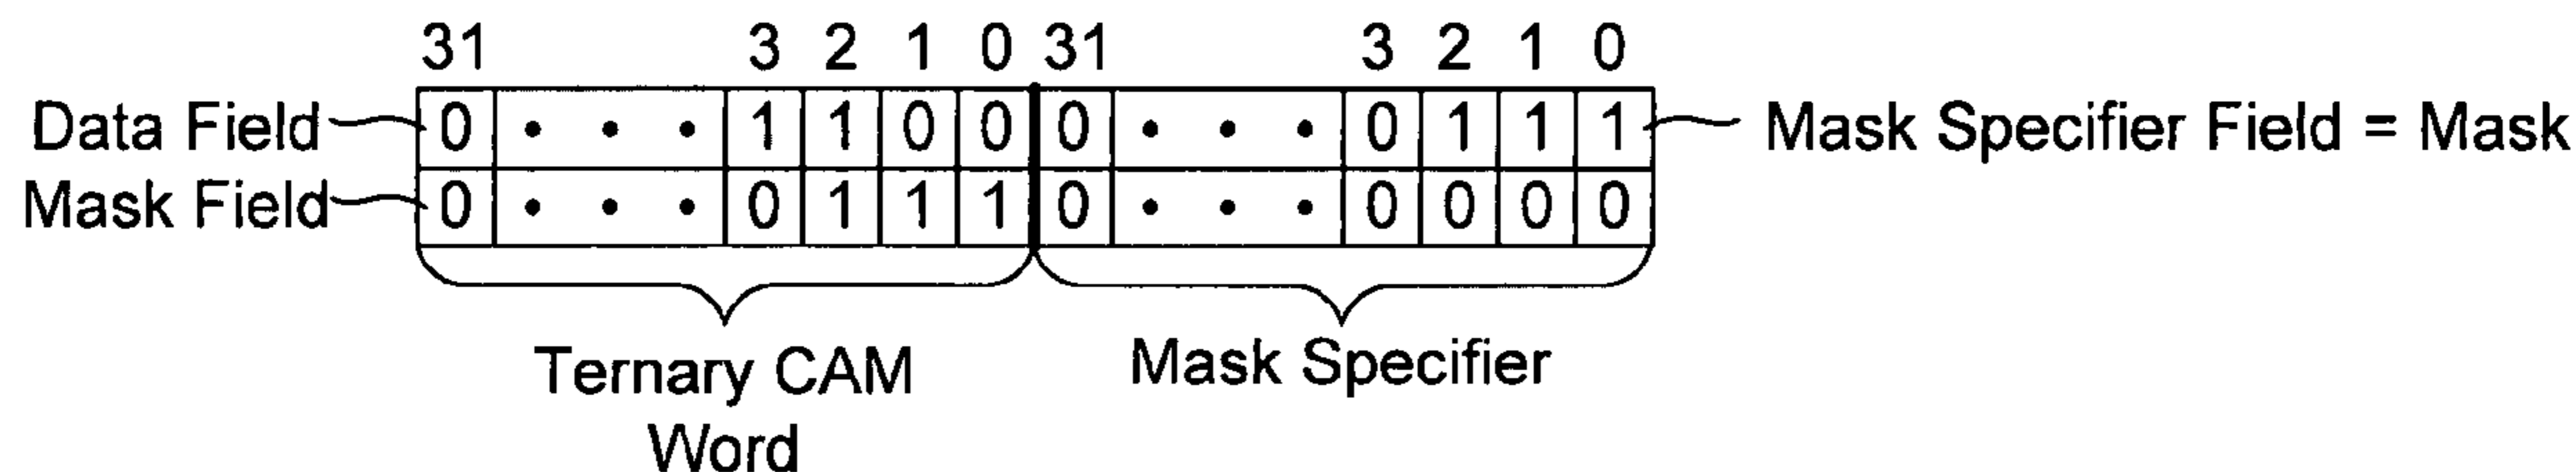 31 3 2 1 0 31 3 2 1 0
Data Field 0 • • • 1 1 0 0 0 • • • 0 1 1 1 Mask Specifier Field = Mask
Mask Field 0 • • • 0 1 1 1 0 • • • 0 0 0 0
Ternary CAM Mask Specifier
Word